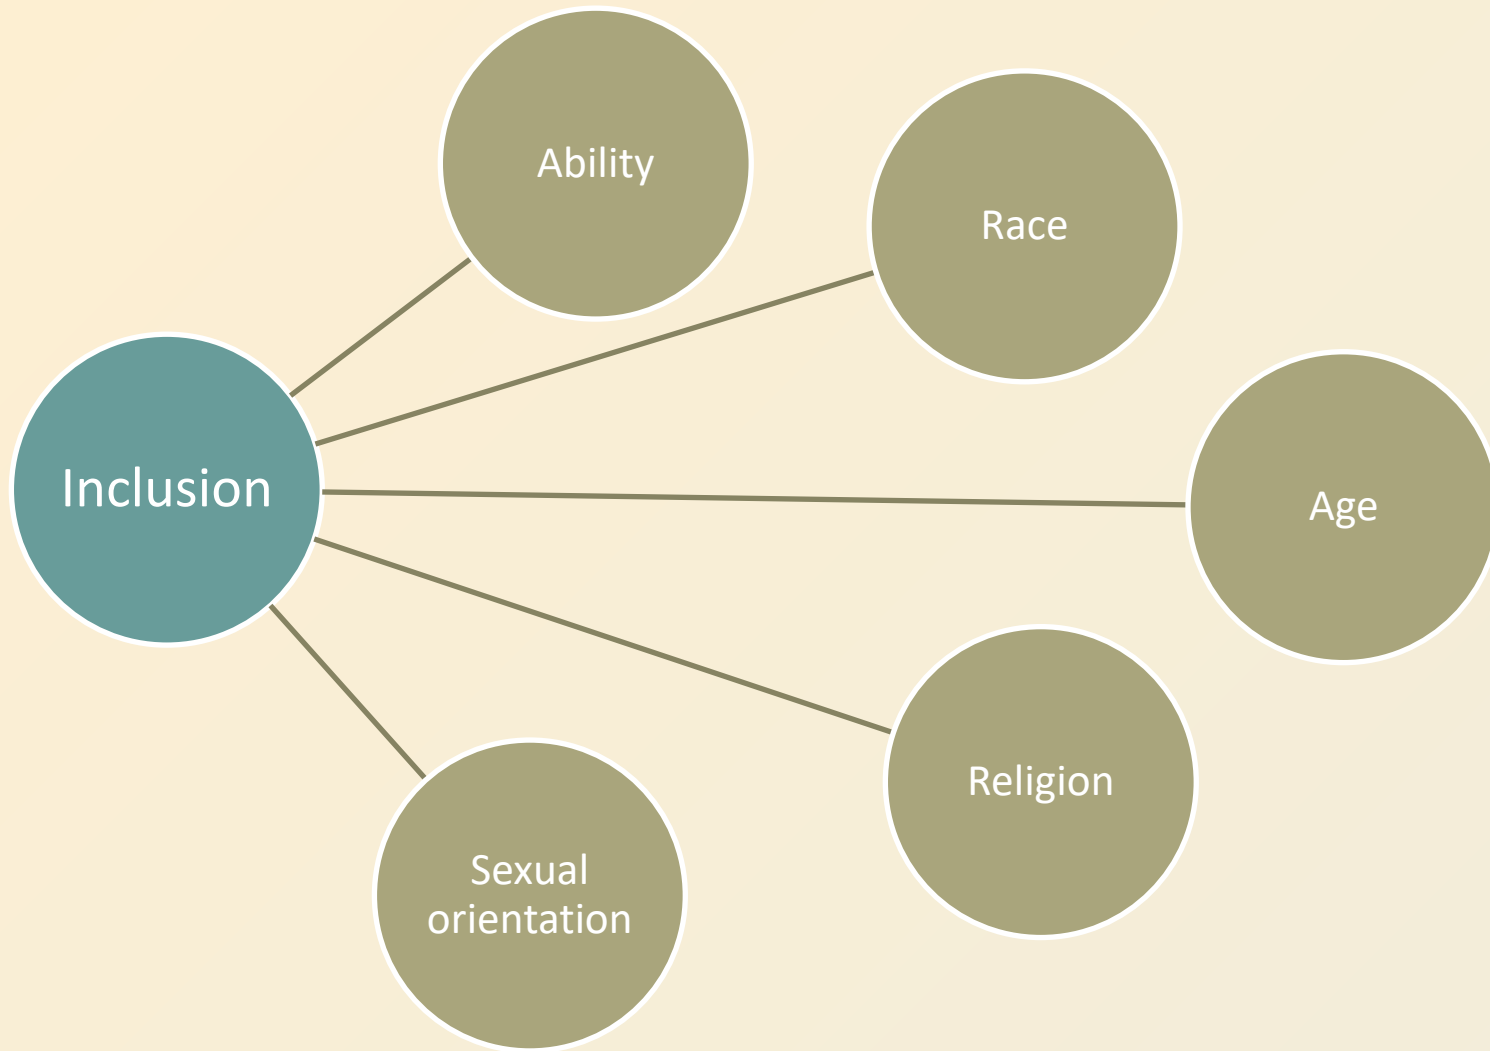 Ability
Race
Inclusion
Age
Religion
Sexual
orientation